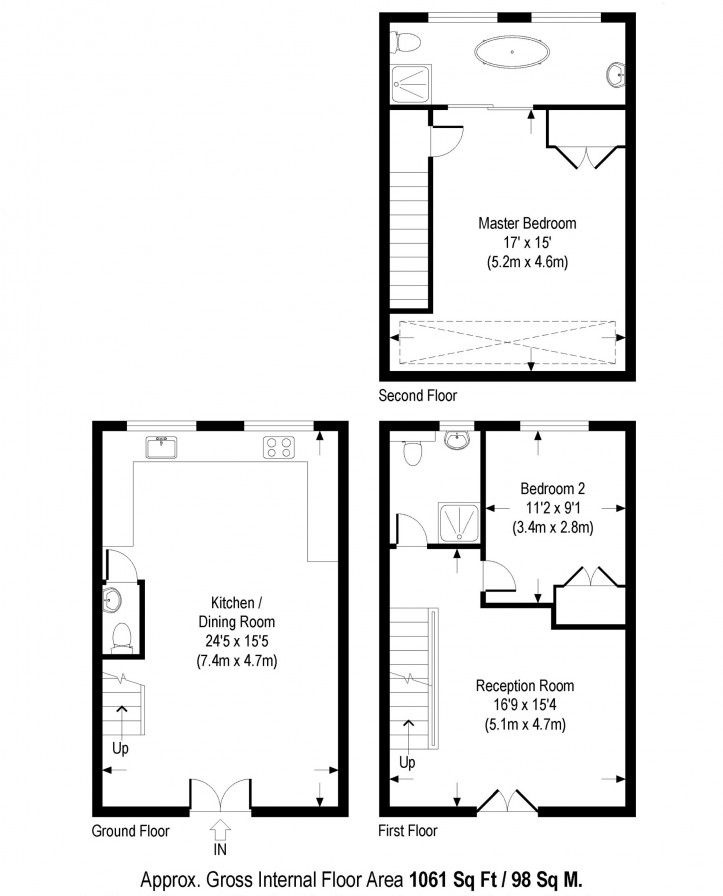 Master Bedroom
17' x 15'
(5.2m x 4.6m)
Second Floor
Kitchen /
Dining Room
24'5 x 15'5
(7.4m x 4.7m)
Up
IN
Ground Floor
Bedroom 2
11'2 x 9'1
(3.4m x 2.8m)
Reception Room
16'9 x 15'4
(5.1m x 4.7m)
Up
First Floor
Approx. Gross Internal Floor Area 1061 Sq Ft / 98 Sq M.